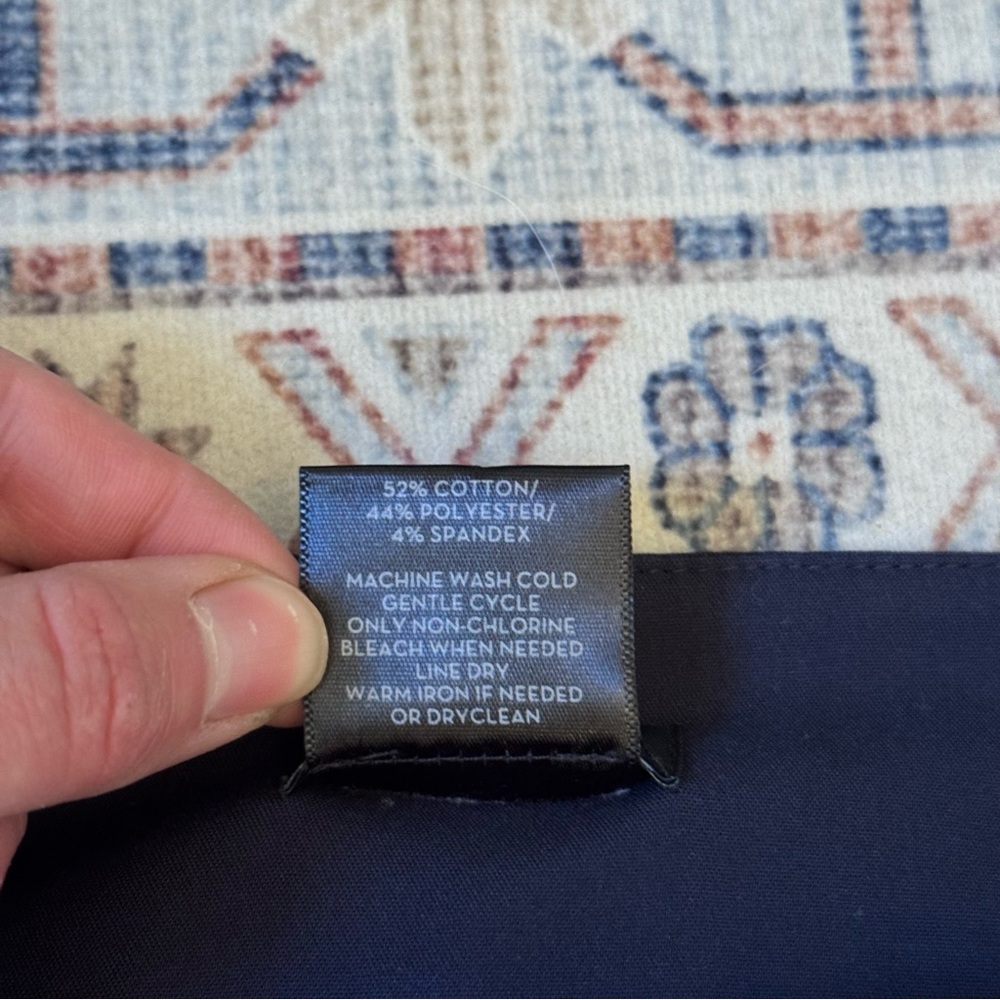 52% COTTON/
44% POLYESTER/
4% SPANDEX
MACHINE WASH COLD
GENTLE CYCLE
ONLY NON-CHLORINE
BLEACH WHEN NEEDED
LINE DRY
WARM IRON IF NEEDED
OR DRYCLEAN